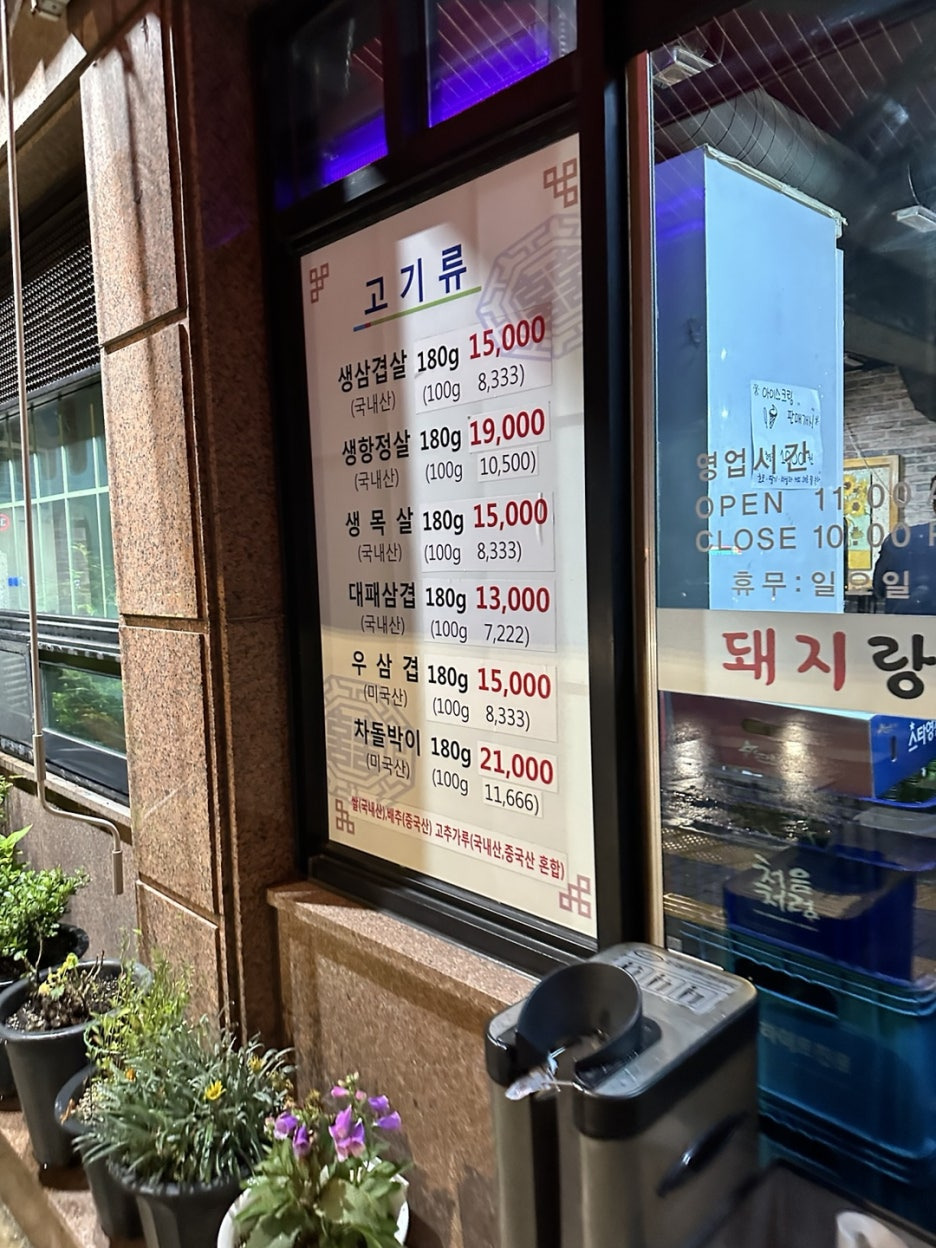 고기류
생삼겹살 180g 15,000
(국내산) (100g 8,333)
생항정살 180g 19,000
(국내산) (100g 10,500)
생목살 180g 15,000
(국내산) (100g 8,333)
대패삼겹 180g 13,000
(국내산) (100g 7,222)
우삼겹 180g 15,000
(미국산) (100g 8,333)
차돌박이 180g 21,000
(미국산) (100g 11,666)
쌀(국내산),배추(중국산) 고추가루(국내산,중국산 혼합)
아이스크림
영업시간
OPEN 11:00
CLOSE 10:00
휴무:일요일
돼지랑
처음
처럼